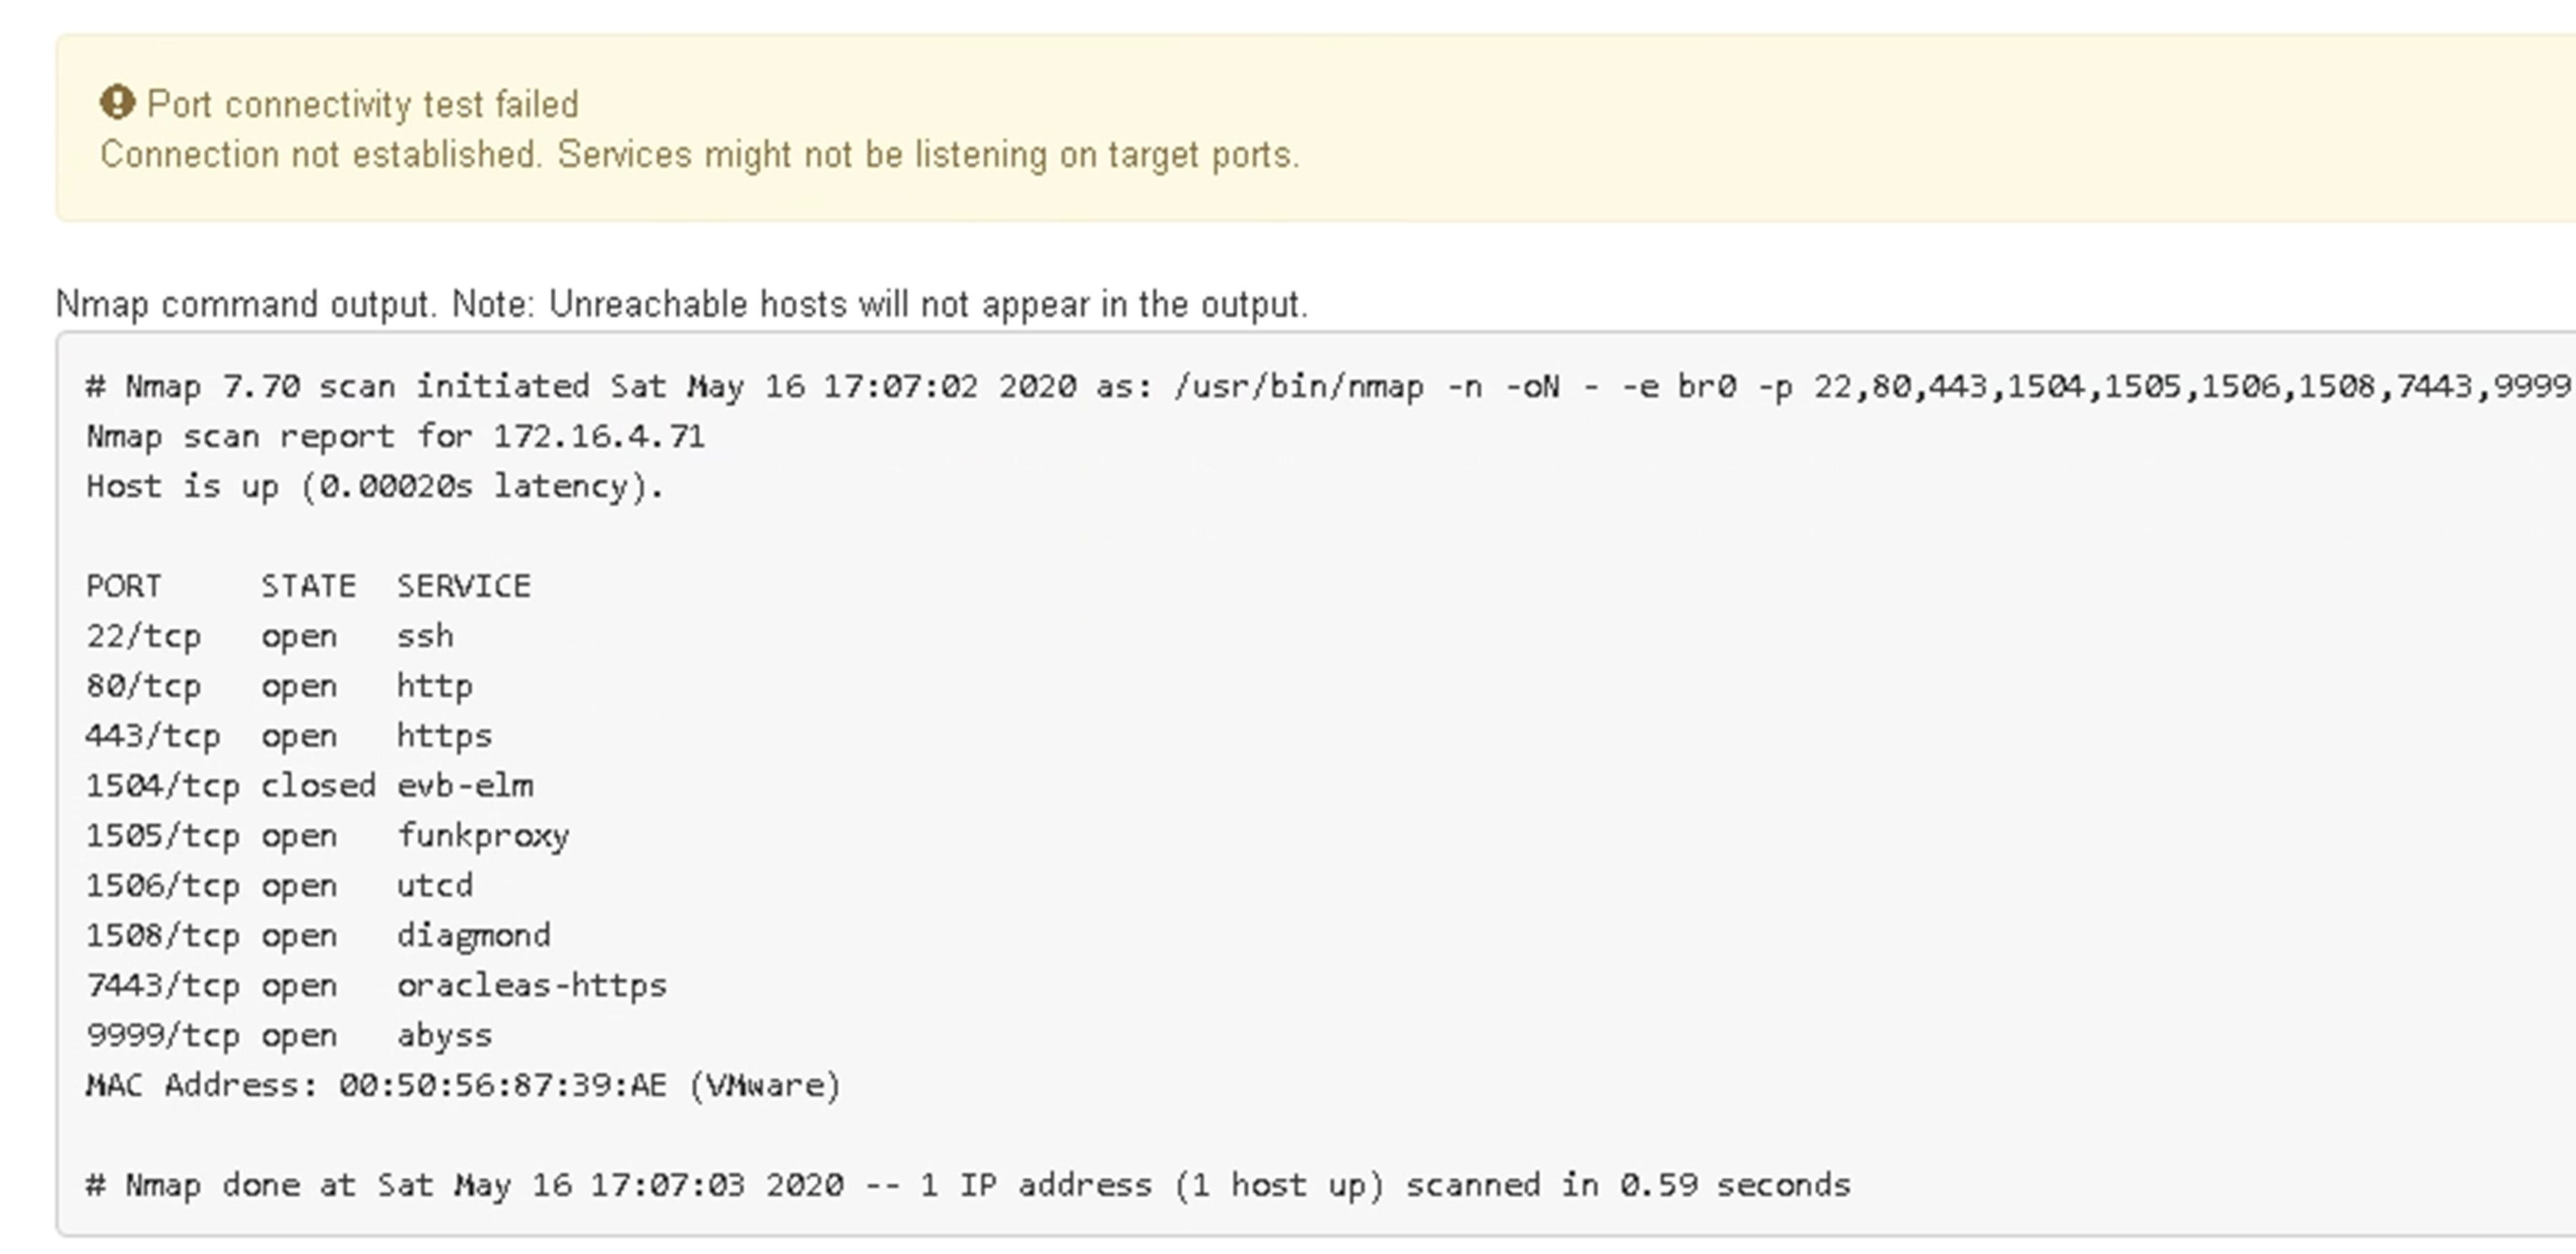 Port connectivity test failed
Connection not established. Services might not be listening on target ports.
Nmap command output. Note: Unreachable hosts will not appear in the output.
# Nmap 7.70 scan initiated Sat May 16 17:07:02 2020 as: /usr/bin/nmap -n -oN - -e br0 -p 22,80,443,1504,1505,1506,1508,7443,9999
Nmap scan report for 172.16.4.71
Host is up (0.00020s latency).
PORT     STATE  SERVICE
22/tcp   open   ssh
80/tcp   open   http
443/tcp  open   https
1504/tcp closed evb-elm
1505/tcp open   funkproxy
1506/tcp open   utcd
1508/tcp open   diagmond
7443/tcp open   oracleas-https
9999/tcp open   abyss
MAC Address: 00:50:56:87:39:AE (VMware)
# Nmap done at Sat May 16 17:07:03 2020 -- 1 IP address (1 host up) scanned in 0.59 seconds